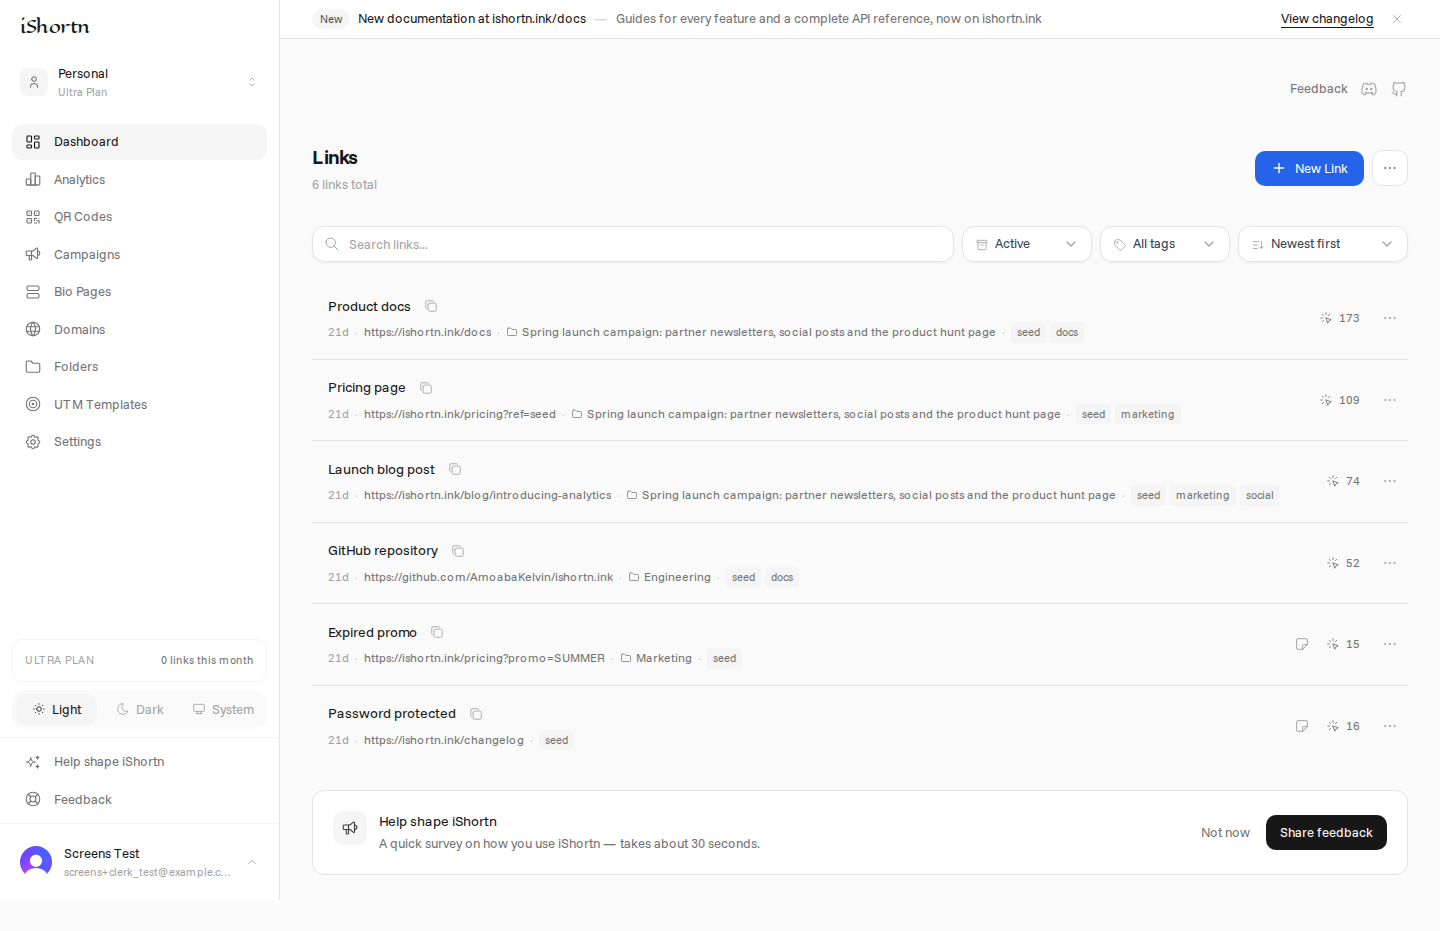 iShortn
Personal
Ultra Plan
Dashboard
Analytics
QR Codes
Campaigns
Bio Pages
Domains
Folders
UTM Templates
Settings
ULTRA PLAN 0 links this month
Light Dark System
Help shape iShortn
Feedback
Screens Test
screens+clerk_test@example.c...
New New documentation at ishortn.ink/docs — Guides for every feature and a complete API reference, now on ishortn.ink View changelog
Feedback
Links
6 links total
New Link
Search links...
Active
All tags
Newest first
Product docs
21d · https://ishortn.ink/docs · Spring launch campaign: partner newsletters, social posts and the product hunt page · seed docs
173
Pricing page
21d · https://ishortn.ink/pricing?ref=seed · Spring launch campaign: partner newsletters, social posts and the product hunt page · seed marketing
109
Launch blog post
21d · https://ishortn.ink/blog/introducing-analytics · Spring launch campaign: partner newsletters, social posts and the product hunt page · seed marketing social
74
GitHub repository
21d · https://github.com/AmoabaKelvin/ishortn.ink · Engineering · seed docs
52
Expired promo
21d · https://ishortn.ink/pricing?promo=SUMMER · Marketing · seed
15
Password protected
21d · https://ishortn.ink/changelog · seed
16
Help shape iShortn
A quick survey on how you use iShortn — takes about 30 seconds.
Not now
Share feedback